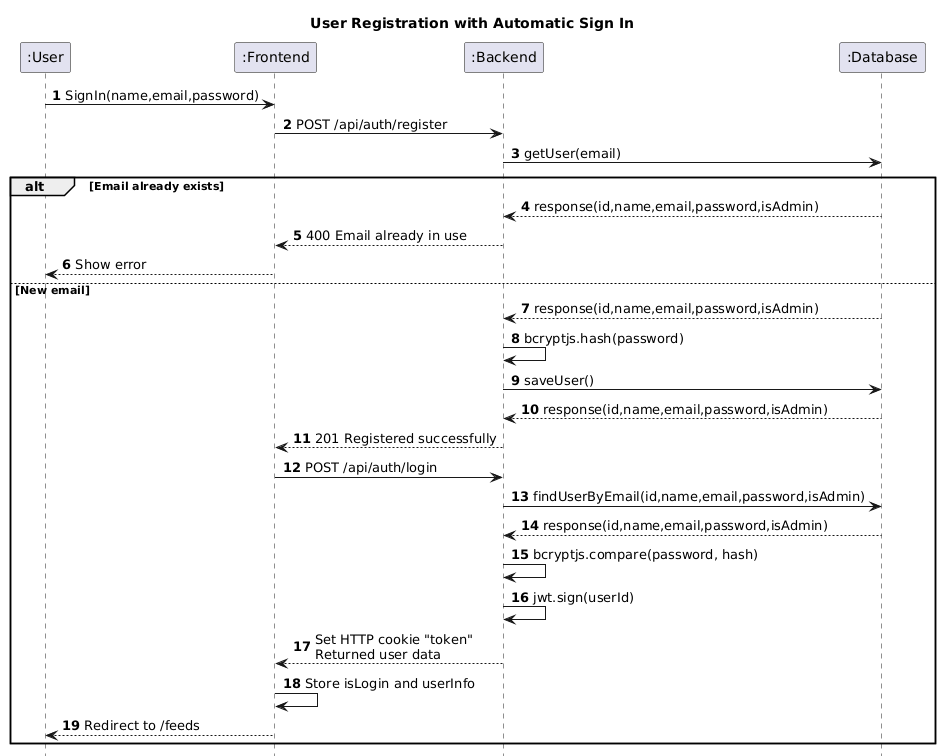 User Registration with Automatic Sign In
:User :Frontend :Backend :Database
1 SignIn(name,email,password)
2 POST /api/auth/register
3 getUser(email)
alt [Email already exists]
4 response(id,name,email,password,isAdmin)
5 400 Email already in use
6 Show error
[New email]
7 response(id,name,email,password,isAdmin)
8 bcryptjs.hash(password)
9 saveUser()
10 response(id,name,email,password,isAdmin)
11 201 Registered successfully
12 POST /api/auth/login
13 findUserByEmail(id,name,email,password,isAdmin)
14 response(id,name,email,password,isAdmin)
15 bcryptjs.compare(password, hash)
16 jwt.sign(userId)
17 Set HTTP cookie "token"
Returned user data
18 Store isLogin and userInfo
19 Redirect to /feeds